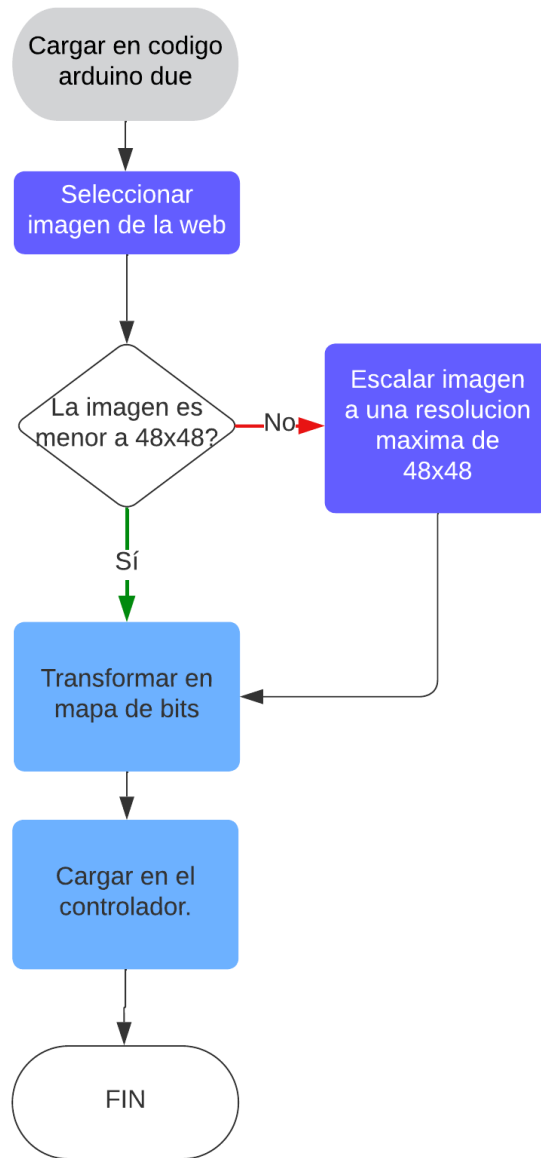 Cargar en codigo
arduino due
Seleccionar
imagen de la web
La imagen es
menor a 48x48?
No
Escalar imagen
a una resolucion
maxima de
48x48
Sí
Transformar en
mapa de bits
Cargar en el
controlador.
FIN